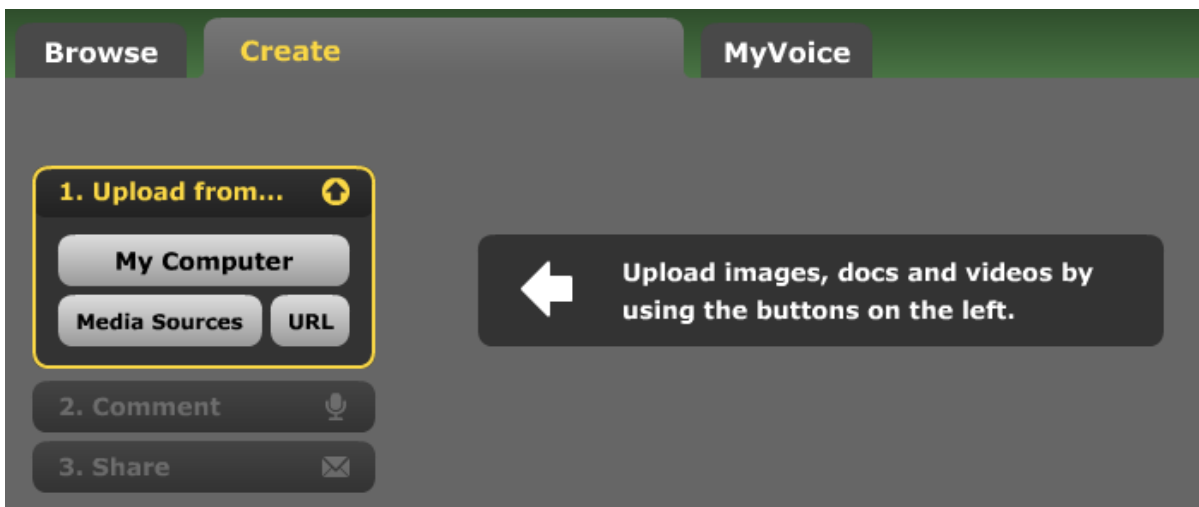 Browse Create MyVoice
1. Upload from...
My Computer
Media Sources URL
Upload images, docs and videos by
using the buttons on the left.
2. Comment
3. Share